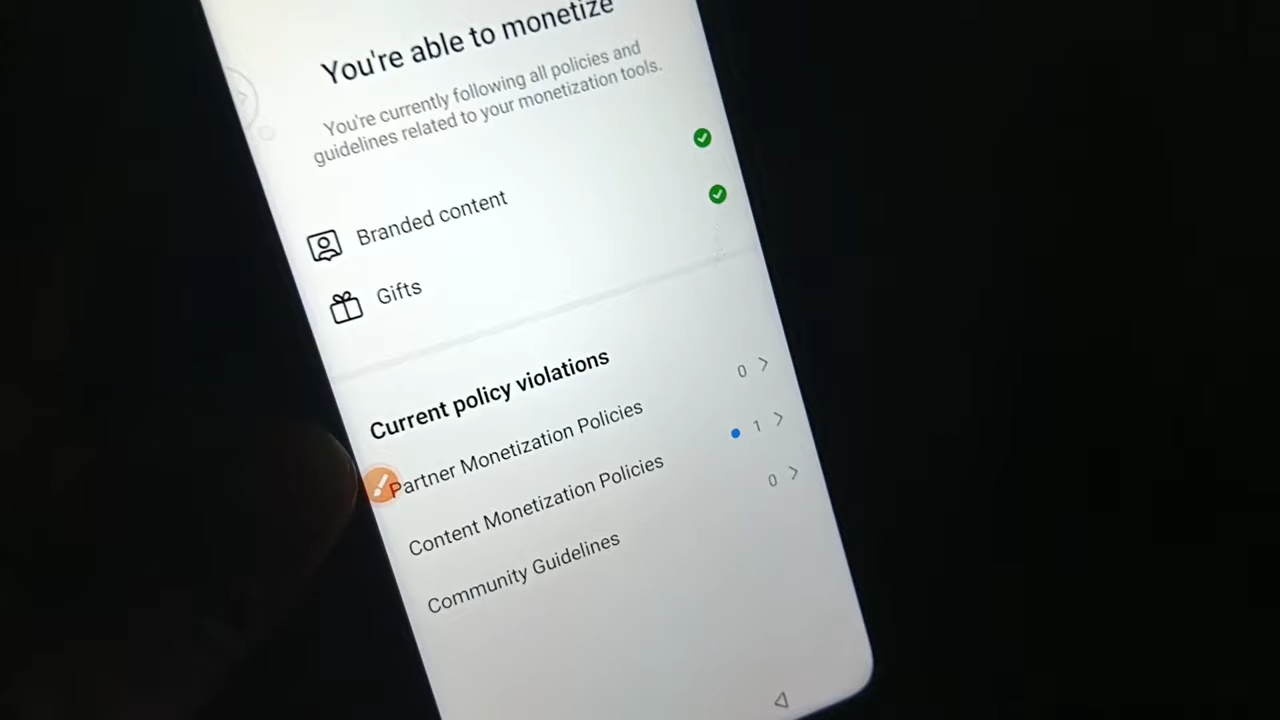 You're able to monetize
You're currently following all policies and
guidelines related to your monetization tools.
Branded content
Gifts
Current policy violations
Partner Monetization Policies 0
Content Monetization Policies 1
Community Guidelines 0